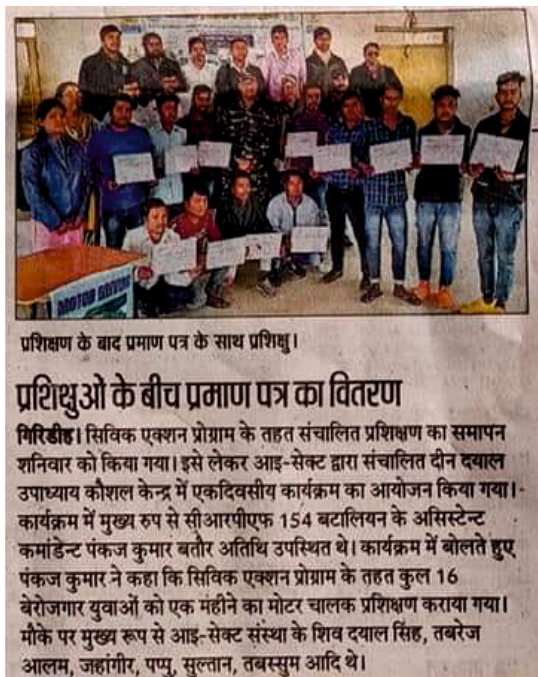 MOTOR DRIVING
प्रशिक्षण के बाद प्रमाण पत्र के साथ प्रशिक्षु।
प्रशिक्षुओं के बीच प्रमाण पत्र का वितरण
गिरिडीह। सिविक एक्शन प्रोग्राम के तहत संचालित प्रशिक्षण का समापन
शनिवार को किया गया। इसे लेकर आइ-सेक्ट द्वारा संचालित दीन दयाल
उपाध्याय कौशल केन्द्र में एकदिवसीय कार्यक्रम का आयोजन किया गया।
कार्यक्रम में मुख्य रुप से सीआरपीएफ 154 बटालियन के असिस्टेन्ट
कमांडेन्ट पंकज कुमार बतौर अतिथि उपस्थित थे। कार्यक्रम में बोलते हुए
पंकज कुमार ने कहा कि सिविक एक्शन प्रोग्राम के तहत कुल 16
बेरोजगार युवाओं को एक महीने का मोटर चालक प्रशिक्षण कराया गया।
मौके पर मुख्य रूप से आइ-सेक्ट संस्था के शिव दयाल सिंह, तबरेज
आलम, जहांगीर, पप्पु, सुल्तान, तबस्सुम आदि थे।